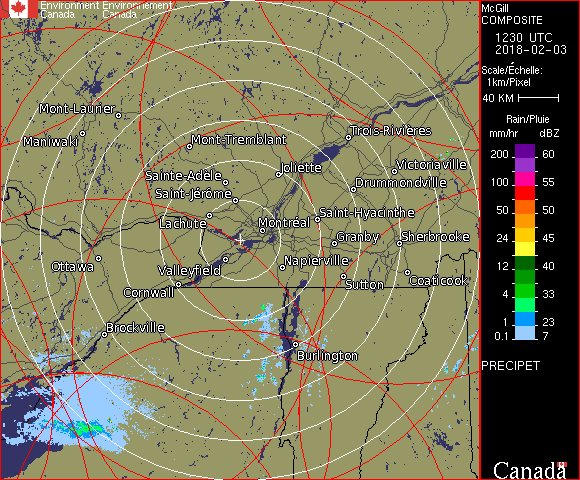 Environment Environnement
Canada Canada
McGill
COMPOSITE
1230 UTC
2018-02-03
Scale/Échelle:
1km/Pixel
40 KM
Rain/Pluie
mm/hr dBZ
200 60
100 55
75 55
50 50
24 45
12 40
4 33
1 23
0.1 7
PRECIPET
Canada
Mont-Laurier
Maniwaki
Mont-Tremblant
Trois-Rivières
Joliette
Victoriaville
Sainte-Adèle
Drummondville
Saint-Jérôme
Saint-Hyacinthe
Lachute
Montréal
Granby
Sherbrooke
Ottawa
Valleyfield
Napierville
Cornwall
Sutton
Coaticook
Brockville
Burlington